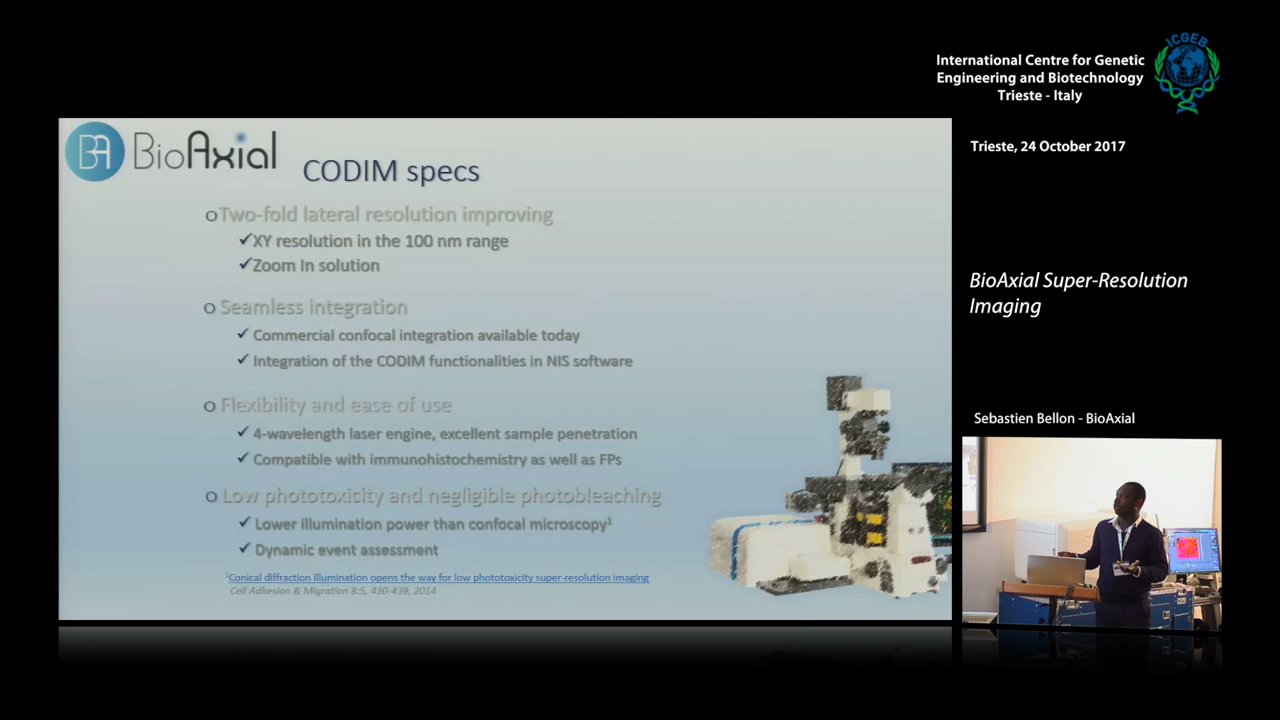 ICGEB
International Centre for Genetic
Engineering and Biotechnology
Trieste - Italy
Trieste, 24 October 2017
BA BioAxial
CODIM specs
Two-fold lateral resolution improving
XY resolution in the 100 nm range
Zoom In solution
Seamless integration
Commercial confocal integration available today
Integration of the CODIM functionalities in NIS software
Flexibility and ease of use
4-wavelength laser engine, excellent sample penetration
Compatible with immunohistochemistry as well as FPs
Low phototoxicity and negligible photobleaching
Lower illumination power than confocal microscopy¹
Dynamic event assessment
¹Conical diffraction illumination opens the way for low phototoxicity super-resolution imaging
Cell Adhesion & Migration 8:5, 430-439, 2014
BioAxial Super-Resolution
Imaging
Sebastien Bellon - BioAxial